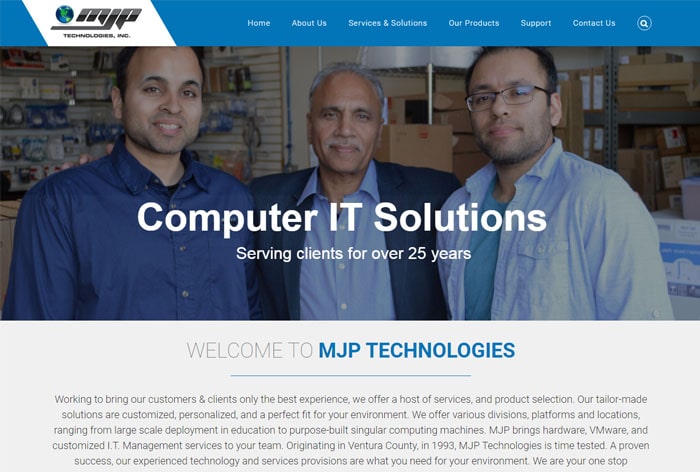 mjp
TECHNOLOGIES, INC.
Home About Us Services & Solutions Our Products Support Contact Us
Computer IT Solutions
Serving clients for over 25 years
WELCOME TO MJP TECHNOLOGIES
Working to bring our customers & clients only the best experience, we offer a host of services, and product selection. Our tailor-made
solutions are customized, personalized, and a perfect fit for your environment. We offer various divisions, platforms and locations,
ranging from large scale deployment in education to purpose-built singular computing machines. MJP brings hardware, VMware, and
customized I.T. Management services to your team. Originating in Ventura County, in 1993, MJP Technologies is time tested. A proven
success, our experienced technology and services provisions are what you need for your environment. We are your one stop